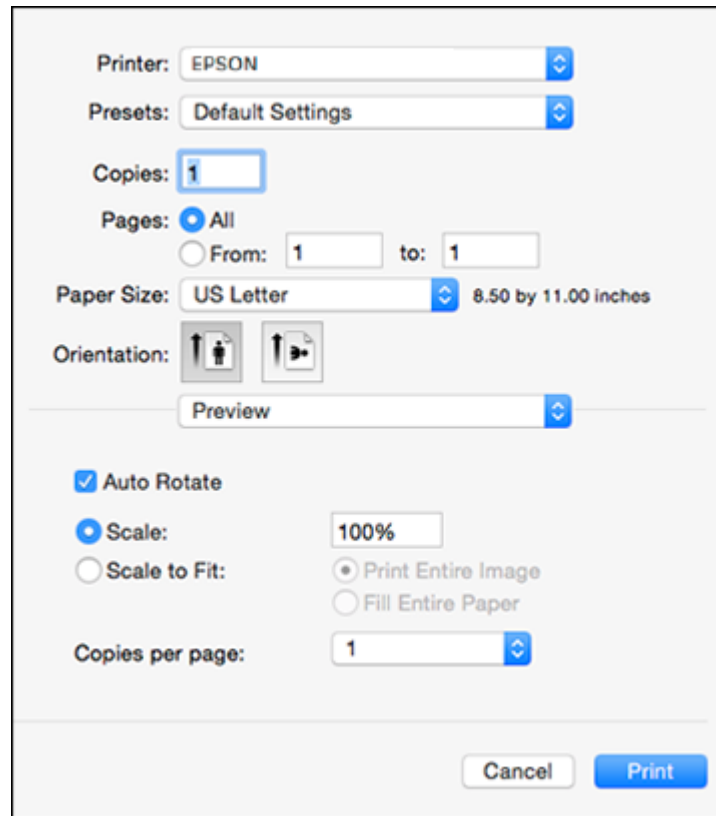 Printer: EPSON
Presets: Default Settings
Copies: 1
Pages: All
From: 1 to: 1
Paper Size: US Letter 8.50 by 11.00 inches
Orientation:
Preview
Auto Rotate
Scale: 100%
Scale to Fit: Print Entire Image
Fill Entire Paper
Copies per page: 1
Cancel Print